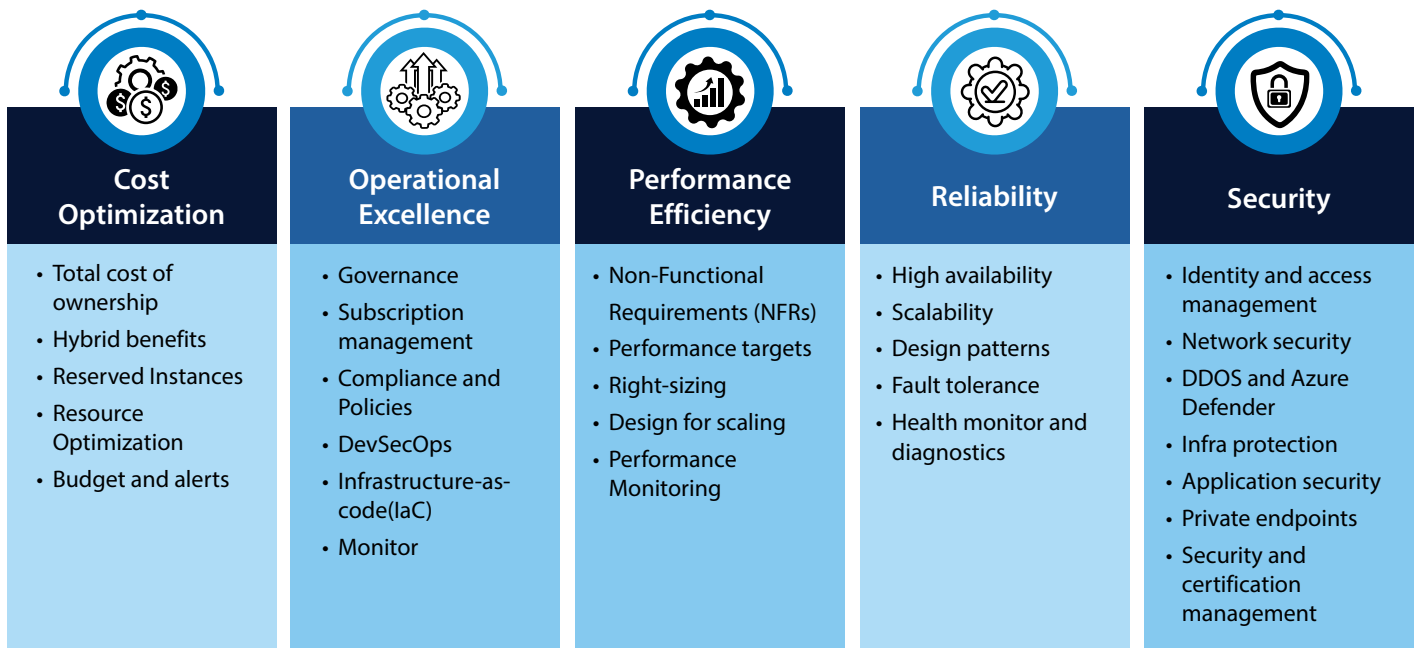 Cost
Optimization
• Total cost of
ownership
• Hybrid benefits
• Reserved Instances
• Resource
Optimization
• Budget and alerts
Operational
Excellence
• Governance
• Subscription
management
• Compliance and
Policies
• DevSecOps
• Infrastructure-as-
code(IaC)
• Monitor
Performance
Efficiency
• Non-Functional
Requirements (NFRs)
• Performance targets
• Right-sizing
• Design for scaling
• Performance
Monitoring
Reliability
• High availability
• Scalability
• Design patterns
• Fault tolerance
• Health monitor and
diagnostics
Security
• Identity and access
management
• Network security
• DDOS and Azure
Defender
• Infra protection
• Application security
• Private endpoints
• Security and
certification
management